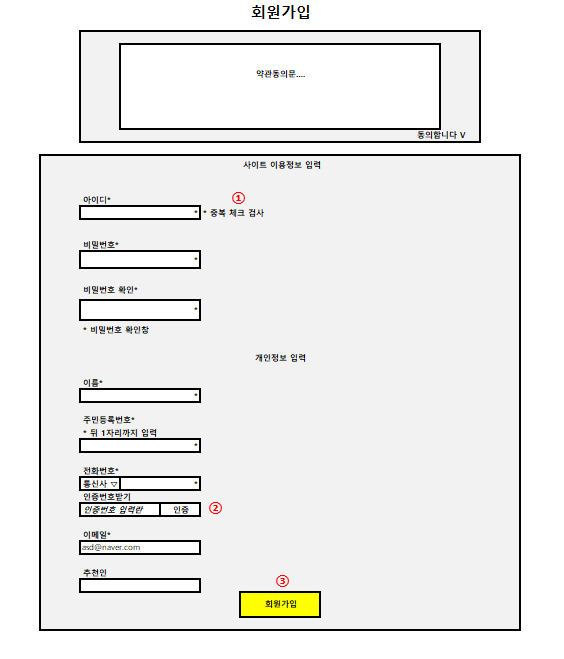 회원가입
약관동의문....
동의합니다 V
사이트 이용정보 입력
아이디* ①
* * 중복 체크 검사
비밀번호*
*
비밀번호 확인*
*
* 비밀번호 확인창
개인정보 입력
이름*
*
주민등록번호*
* 뒤 1자리까지 입력
*
전화번호*
통신사 ▽ *
인증번호받기
인증번호 입력란 인증 ②
이메일*
asd@naver.com
추천인
③
회원가입